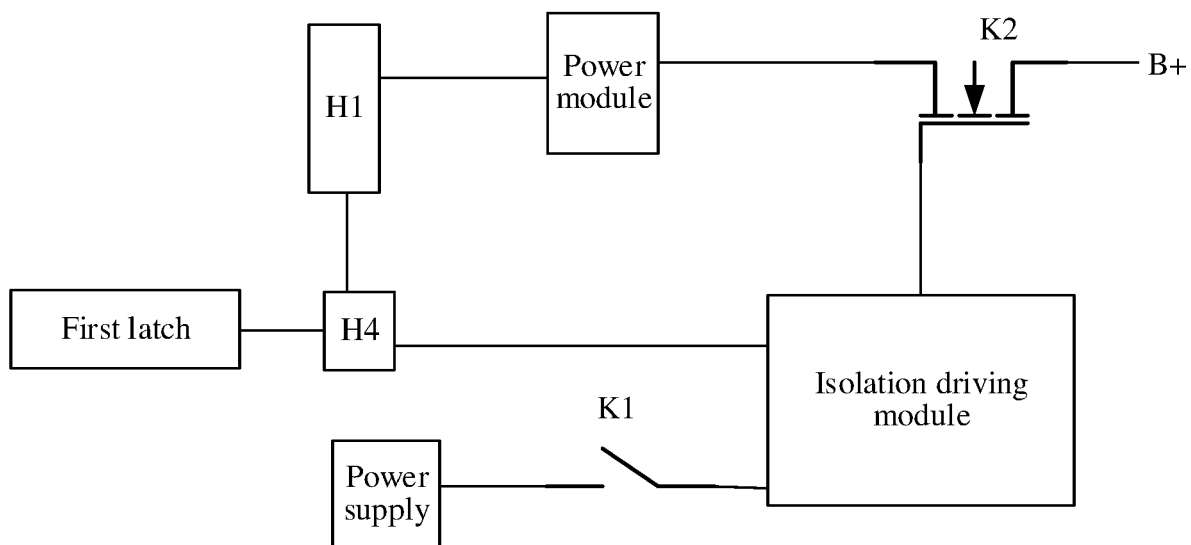 K2
B+
Power
module
H1
First latch
H4
Isolation driving
module
K1
Power
supply